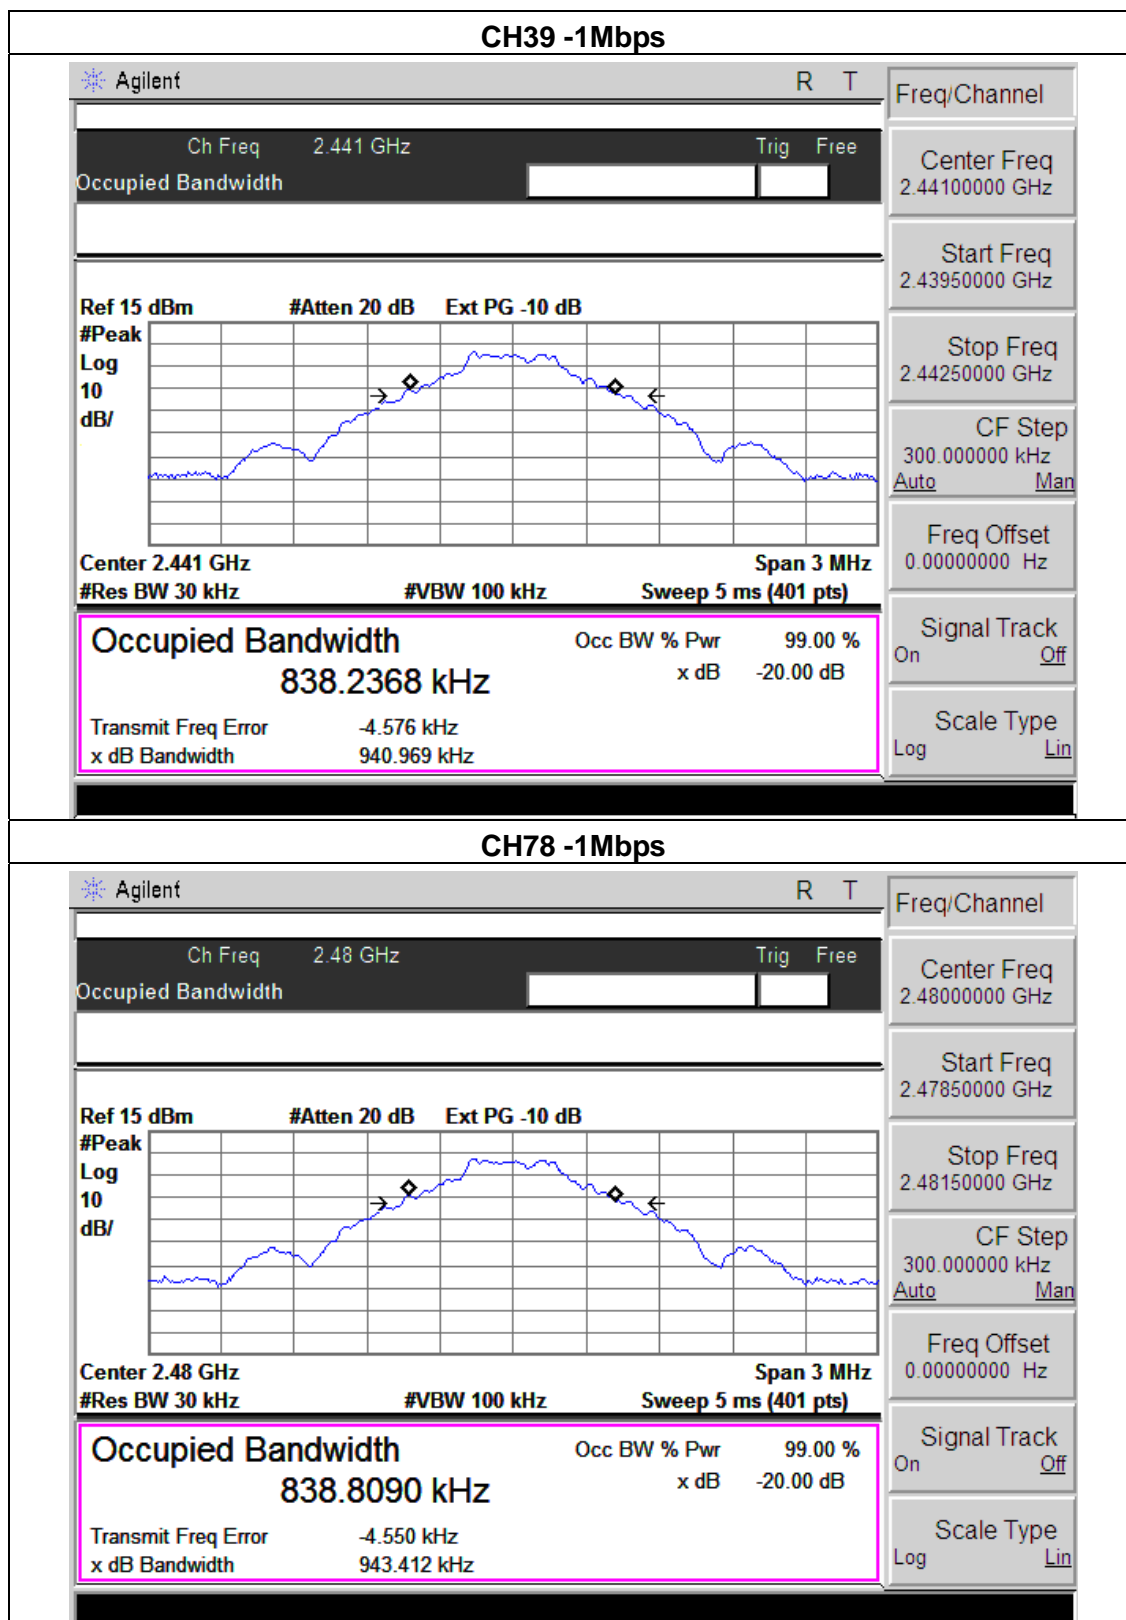 CH39 -1Mbps
Agilent R T
Freq/Channel
Ch Freq 2.441 GHz Trig Free
Occupied Bandwidth
Center Freq
2.44100000 GHz
Start Freq
2.43950000 GHz
Stop Freq
2.44250000 GHz
CF Step
300.000000 kHz
Auto Man
Freq Offset
0.00000000 Hz
Signal Track
On Off
Scale Type
Log Lin
Ref 15 dBm #Atten 20 dB Ext PG -10 dB
#Peak
Log
10
dB/
Center 2.441 GHz Span 3 MHz
#Res BW 30 kHz #VBW 100 kHz Sweep 5 ms (401 pts)
Occupied Bandwidth Occ BW % Pwr 99.00 %
838.2368 kHz x dB -20.00 dB
Transmit Freq Error -4.576 kHz
x dB Bandwidth 940.969 kHz
CH78 -1Mbps
Agilent R T
Freq/Channel
Ch Freq 2.48 GHz Trig Free
Occupied Bandwidth
Center Freq
2.48000000 GHz
Start Freq
2.47850000 GHz
Stop Freq
2.48150000 GHz
CF Step
300.000000 kHz
Auto Man
Freq Offset
0.00000000 Hz
Signal Track
On Off
Scale Type
Log Lin
Ref 15 dBm #Atten 20 dB Ext PG -10 dB
#Peak
Log
10
dB/
Center 2.48 GHz Span 3 MHz
#Res BW 30 kHz #VBW 100 kHz Sweep 5 ms (401 pts)
Occupied Bandwidth Occ BW % Pwr 99.00 %
838.8090 kHz x dB -20.00 dB
Transmit Freq Error -4.550 kHz
x dB Bandwidth 943.412 kHz